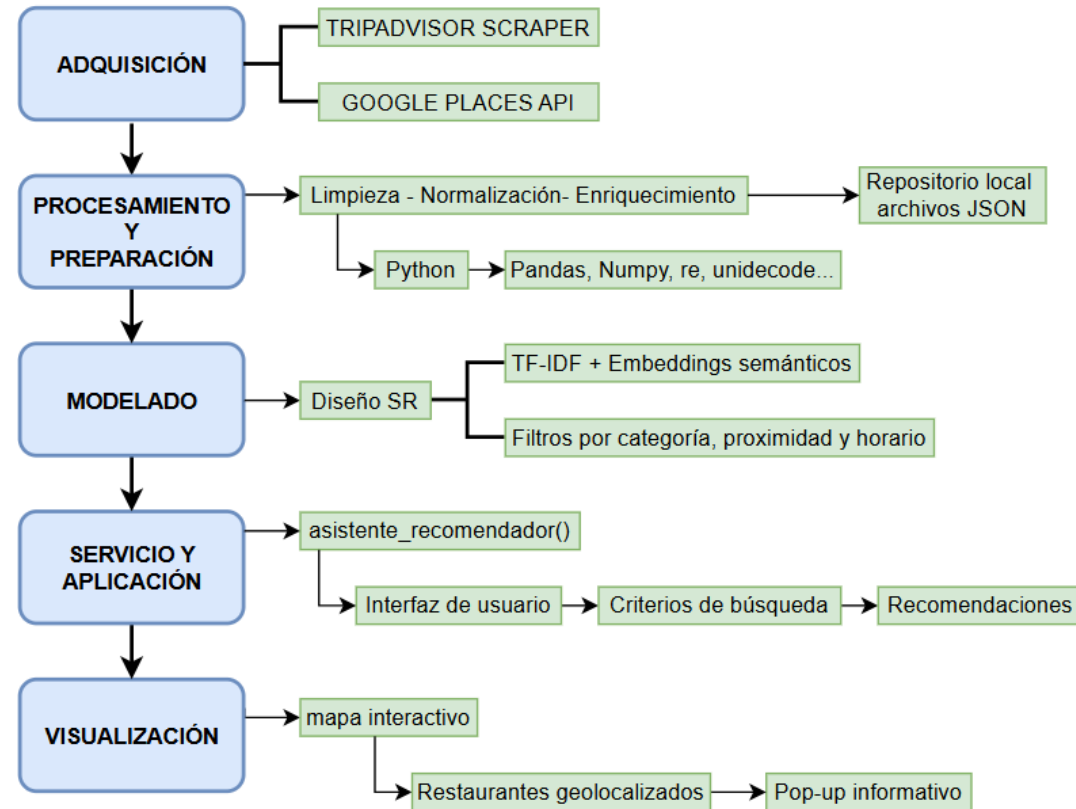 TRIPADVISOR SCRAPER
ADQUISICIÓN
GOOGLE PLACES API
PROCESAMIENTO
Y
PREPARACIÓN
Limpieza - Normalización- Enriquecimiento
Repositorio local
archivos JSON
Python
Pandas, Numpy, re, unidecode...
MODELADO
Diseño SR
TF-IDF + Embeddings semánticos
Filtros por categoría, proximidad y horario
SERVICIO Y
APLICACIÓN
asistente_recomendador()
Interfaz de usuario
Criterios de búsqueda
Recomendaciones
VISUALIZACIÓN
mapa interactivo
Restaurantes geolocalizados
Pop-up informativo